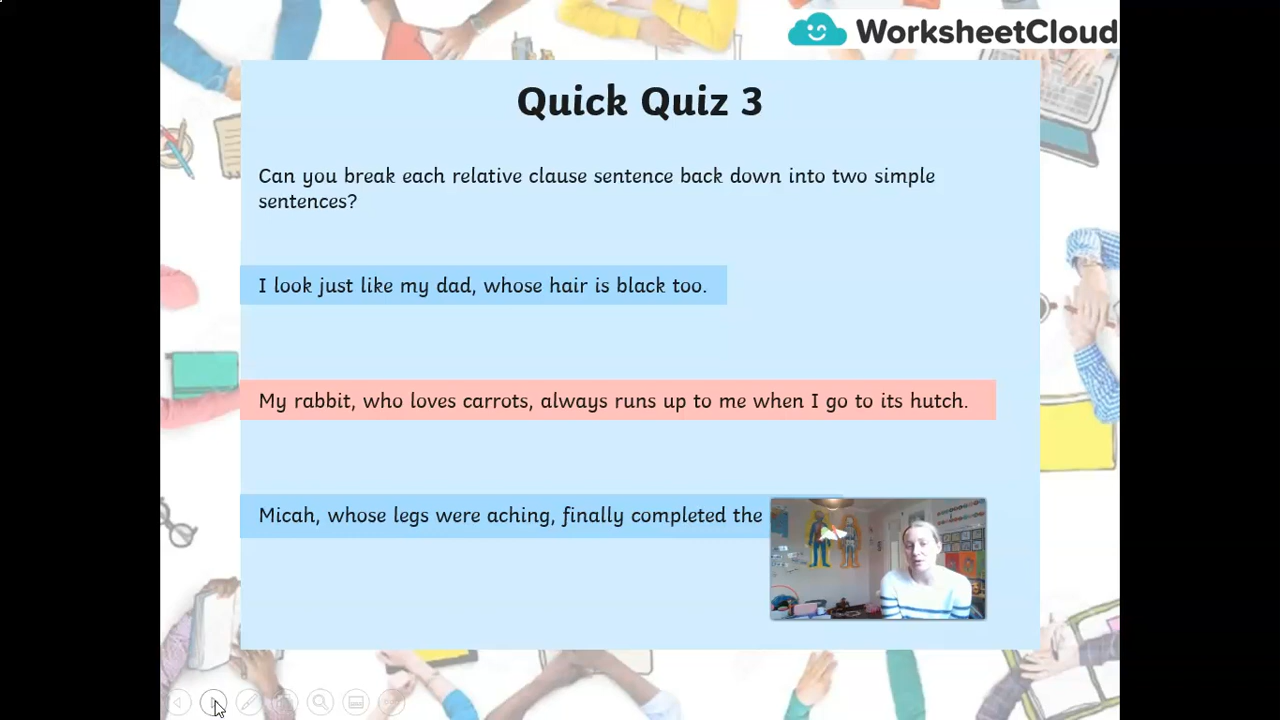 WorksheetCloud
Quick Quiz 3
Can you break each relative clause sentence back down into two simple
sentences?
I look just like my dad, whose hair is black too.
My rabbit, who loves carrots, always runs up to me when I go to its hutch.
Micah, whose legs were aching, finally completed the